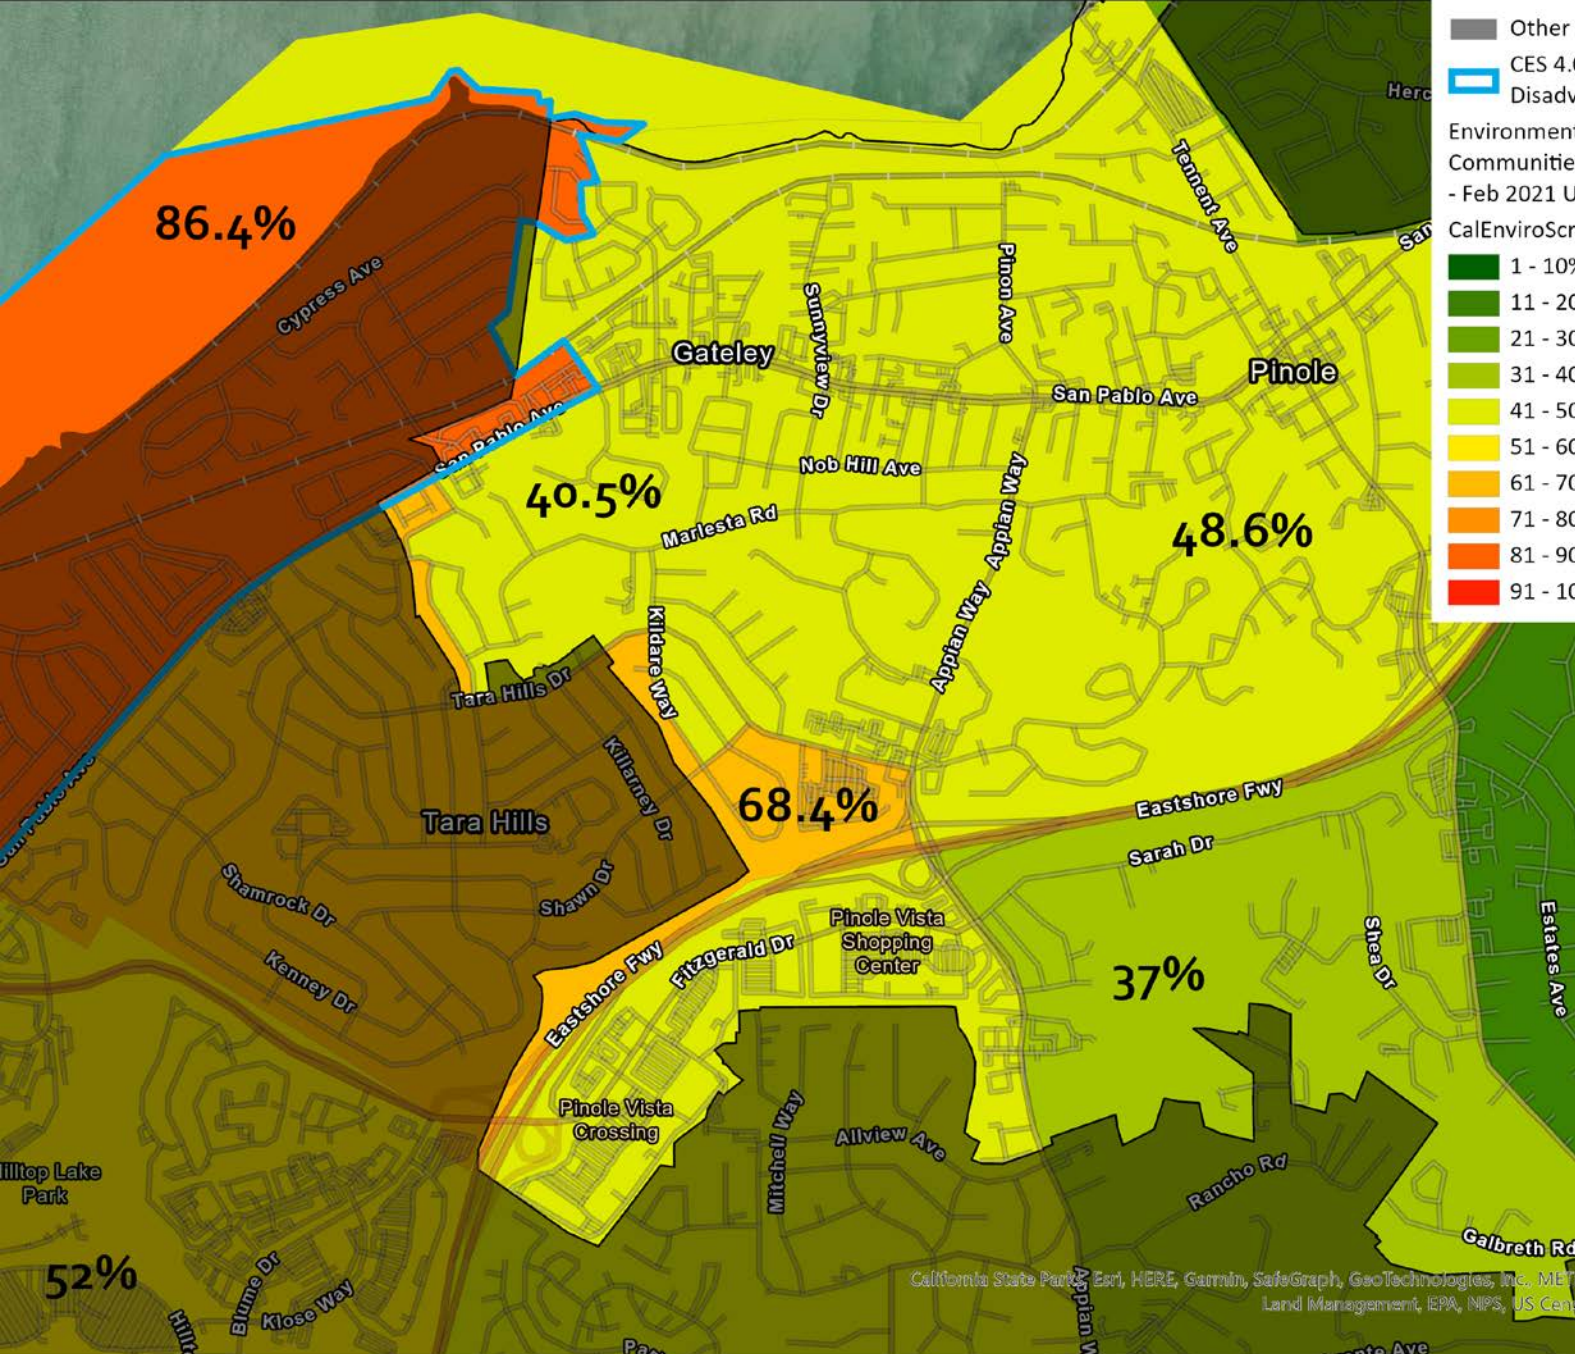 Other
CES 4.0
Disadv
Environment
Communitie
- Feb 2021 U
CalEnviroScr
1 - 10%
11 - 20
21 - 30
31 - 40
41 - 50
51 - 60
61 - 70
71 - 80
81 - 90
91 - 10
Herc
Tennent Ave
San
86.4%
Cypress Ave
Pinon Ave
Sunnyview Dr
Gateley
Pinole
San Pablo Ave
San Pablo Ave
Nob Hill Ave
40.5%
Marlesta Rd
Appian Way
Appian Way
48.6%
Kildare Way
Tara Hills Dr
Killarney Dr
68.4%
Tara Hills
Eastshore Fwy
Sarah Dr
Shamrock Dr
Shawn Dr
Pinole Vista
Shopping
Center
Fitzgerald Dr
Eastshore Fwy
Kenney Dr
37%
Shea Dr
Estates Ave
Pinole Vista
Crossing
Mitchell Way
Allview Ave
Rancho Rd
illtop Lake
Park
Galbreth Rd
52%
Blume Dr
Klose Way
Hillt
Appian W
California State Parks, Esri, HERE, Garmin, SafeGraph, GeoTechnologies, Inc., MET
Land Management, EPA, NPS, US Cen